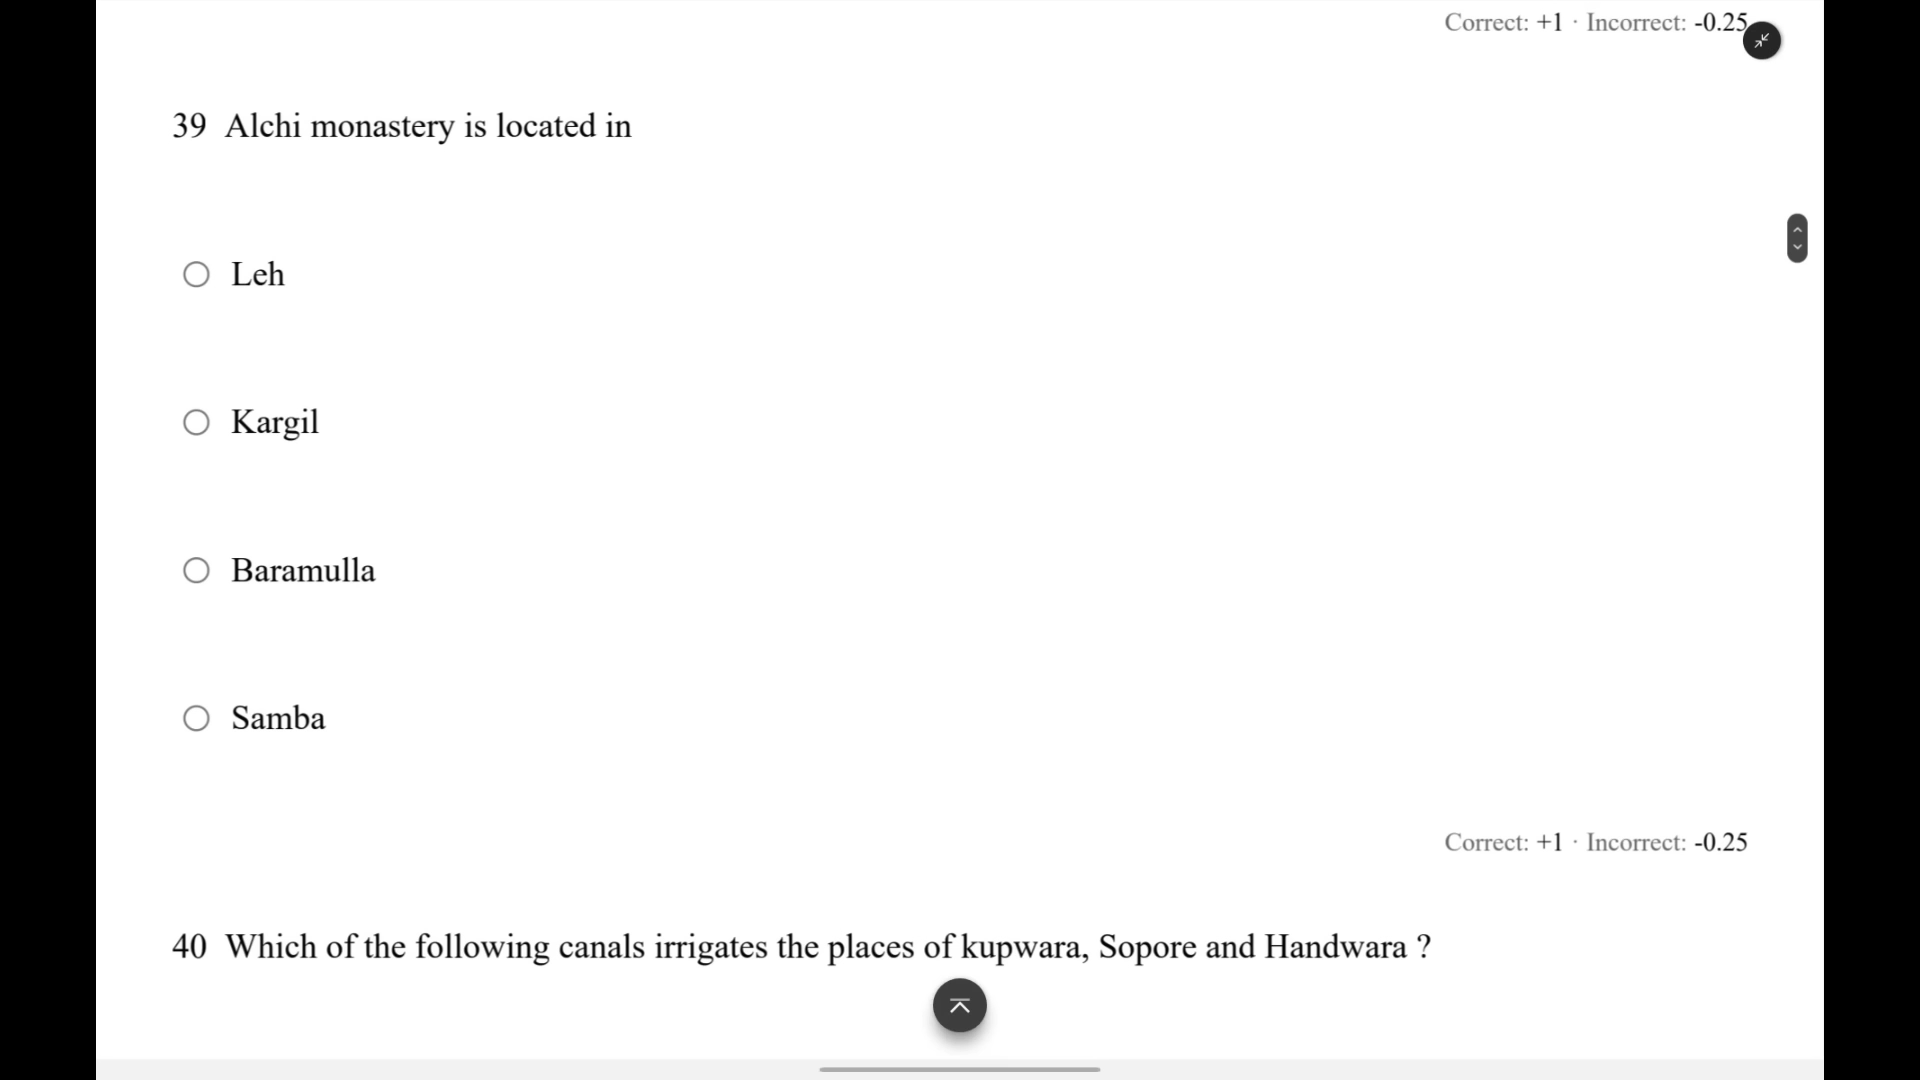 Correct: +1 · Incorrect: -0.25
39 Alchi monastery is located in
Leh
Kargil
Baramulla
Samba
Correct: +1 · Incorrect: -0.25
40 Which of the following canals irrigates the places of kupwara, Sopore and Handwara ?